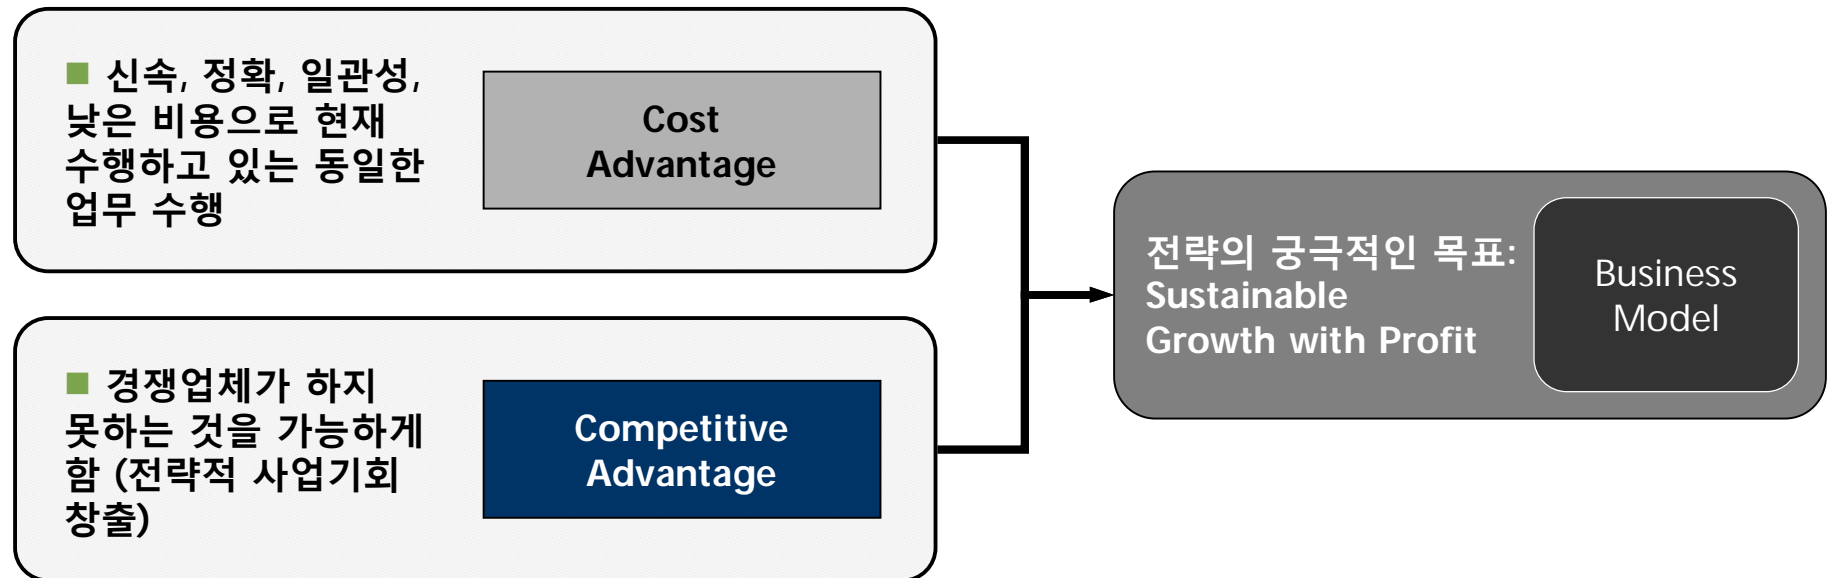 신속, 정확, 일관성,
낮은 비용으로 현재
수행하고 있는 동일한
업무 수행
Cost
Advantage
경쟁업체가 하지
못하는 것을 가능하게
함 (전략적 사업기회
창출)
Competitive
Advantage
전략의 궁극적인 목표:
Sustainable
Growth with Profit
Business
Model